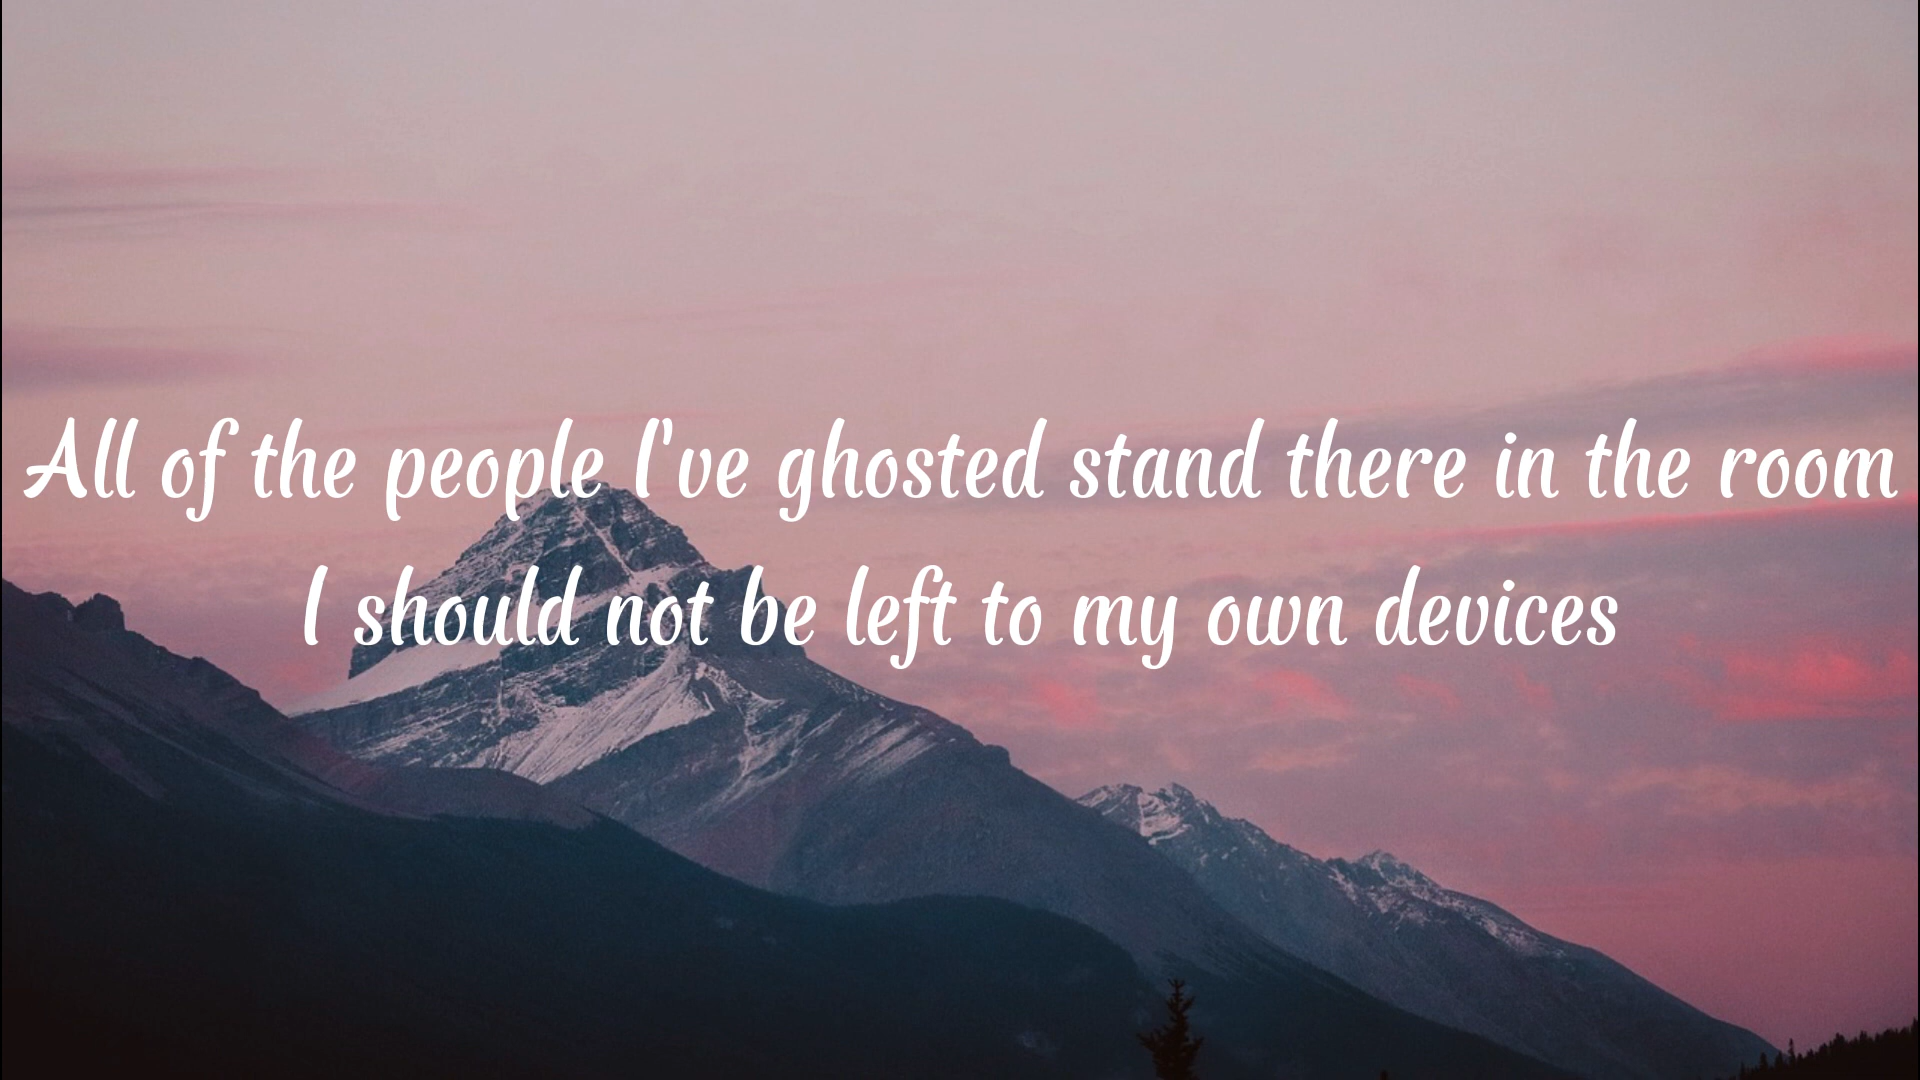 All of the people I've ghosted stand there in the room
I should not be left to my own devices